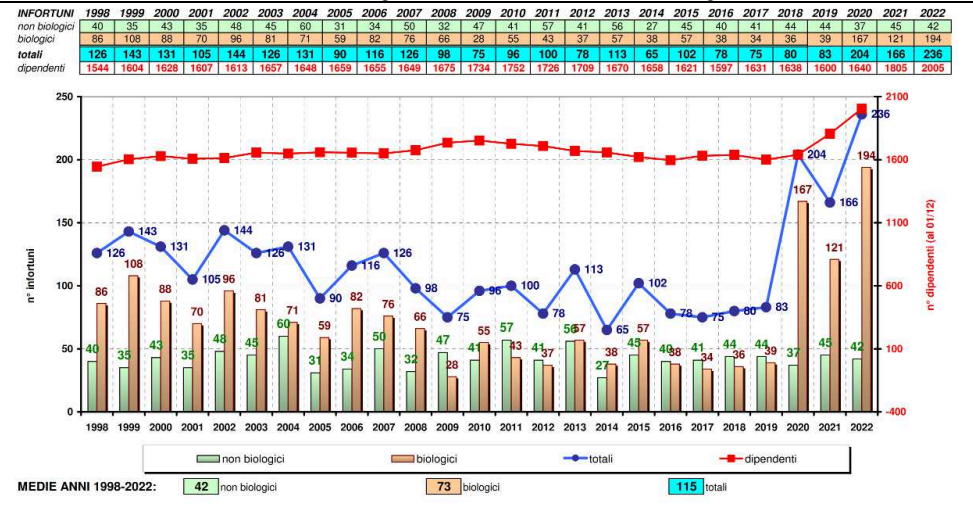 INFORTUNI 1998 1999 2000 2001 2002 2003 2004 2005 2006 2007 2008 2009 2010 2011 2012 2013 2014 2015 2016 2017 2018 2019 2020 2021 2022
non biologici 40 35 43 35 48 45 60 31 34 50 32 47 41 57 41 56 27 45 40 41 44 44 37 45 42
biologici 86 108 88 70 96 81 71 59 82 76 66 28 55 43 37 57 38 57 38 34 36 39 167 121 194
totali 126 143 131 105 144 126 131 90 116 126 98 75 96 100 78 113 65 102 78 75 80 83 204 166 236
dipendenti 1544 1604 1628 1607 1613 1657 1648 1659 1655 1649 1675 1734 1752 1726 1709 1670 1658 1621 1597 1631 1638 1600 1640 1805 2005
250 2100
236
204
200 1600
194
167
166
150 1100
n° infortuni
n° dipendenti (al 01/12)
126 143 131 105 144 126 131 90 116 126 98 75 96 100 78 113 65 102 78 75 80 83
100 600
86 108 88 70 96 81 71 59 82 76 66 28 55 43 37 57 38 57 38 34 36 39 121
50 100
40 35 43 35 48 45 60 31 34 50 32 47 41 57 41 56 27 45 40 41 44 44 37 45 42
0 -400
1998 1999 2000 2001 2002 2003 2004 2005 2006 2007 2008 2009 2010 2011 2012 2013 2014 2015 2016 2017 2018 2019 2020 2021 2022
non biologici biologici totali dipendenti
MEDIE ANNI 1998-2022: 42 non biologici 73 biologici 115 totali